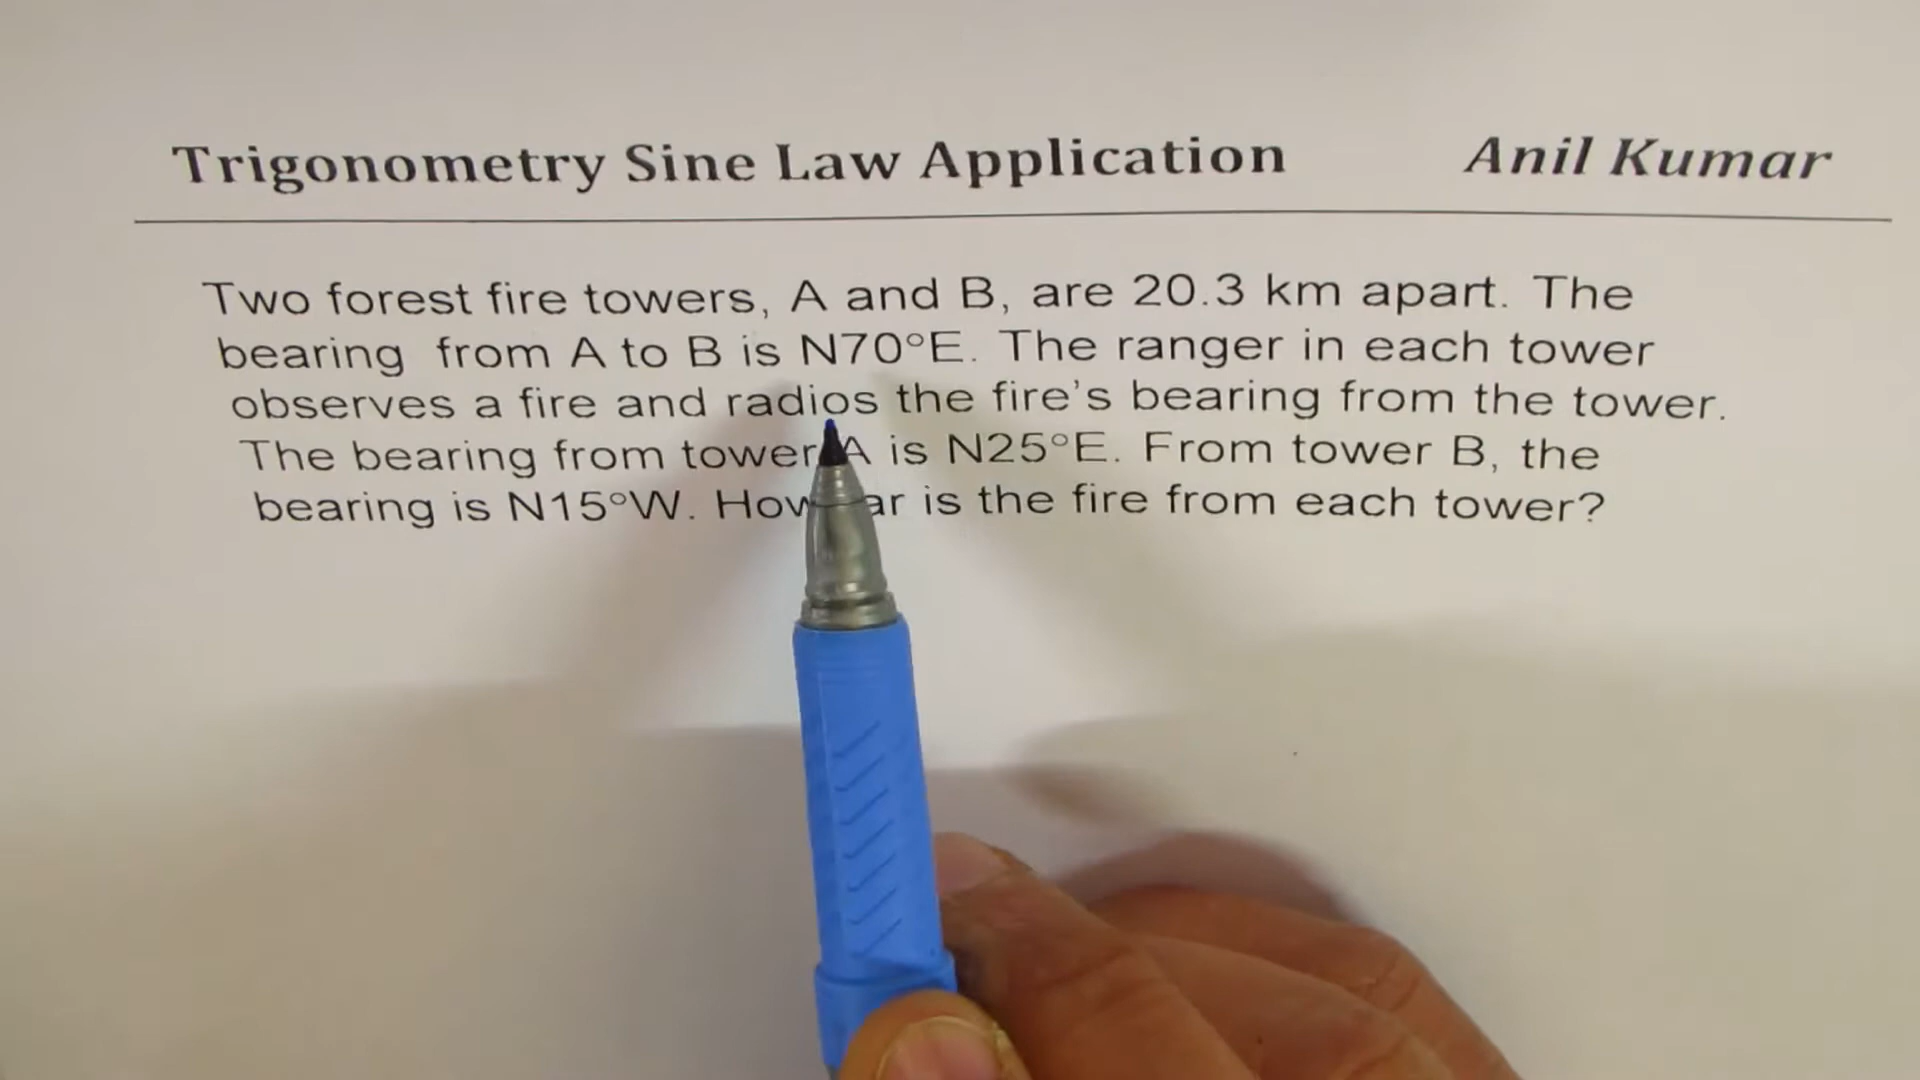 Trigonometry Sine Law Application Anil Kumar
Two forest fire towers, A and B, are 20.3 km apart. The
bearing from A to B is N70°E. The ranger in each tower
observes a fire and radios the fire's bearing from the tower.
The bearing from tower A is N25°E. From tower B, the
bearing is N15°W. is the fire from each tower?